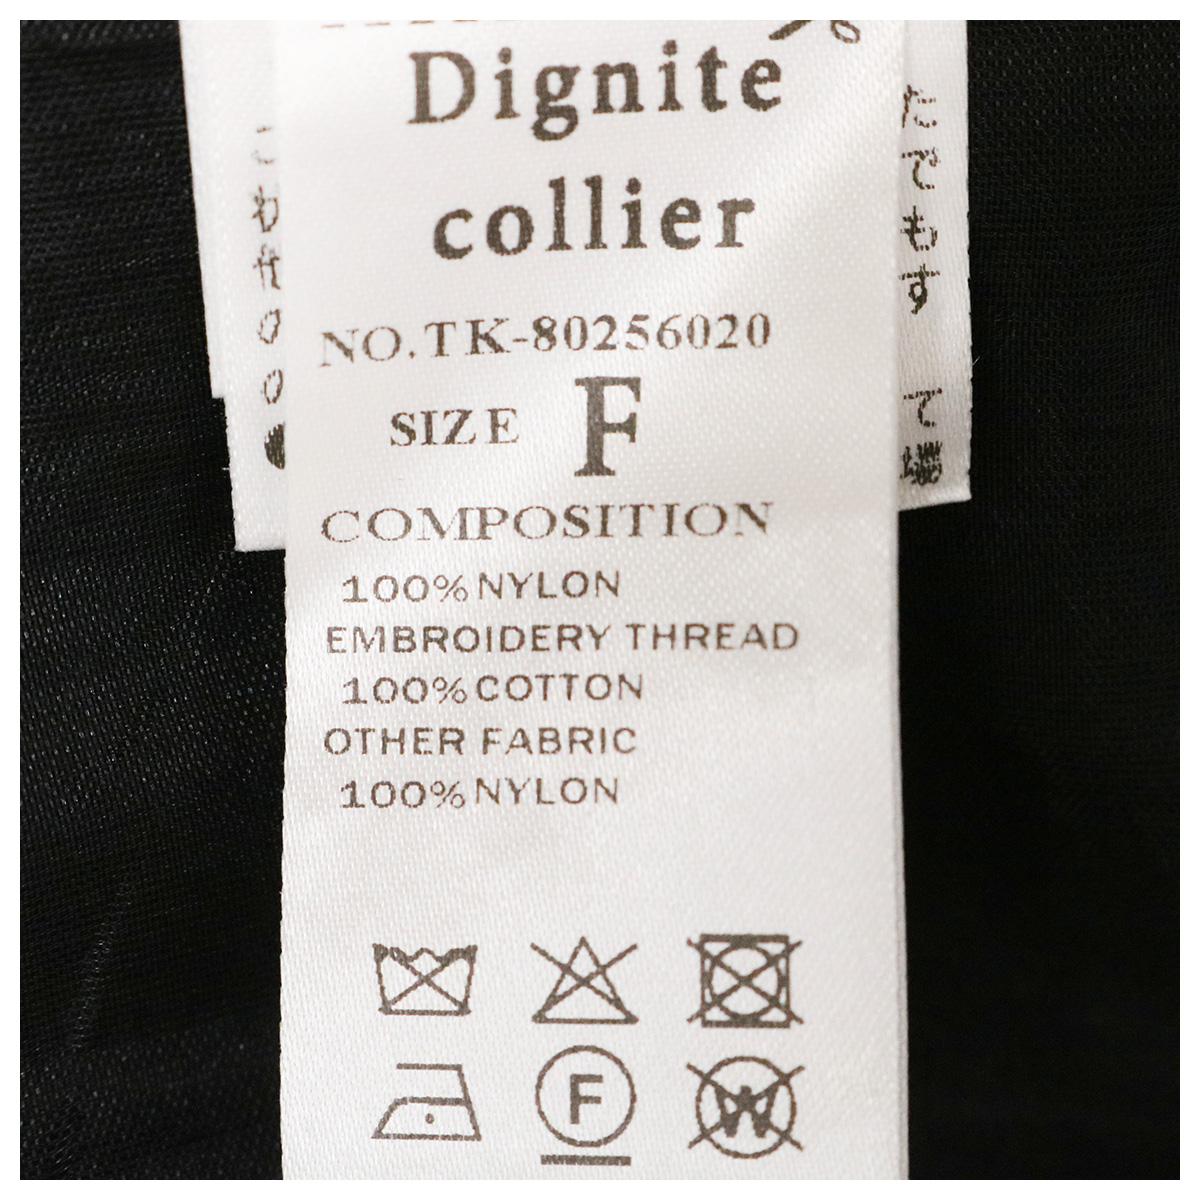 Dignite
collier
NO.TK-80256020
SIZE F
COMPOSITION
100%NYLON
EMBROIDERY THREAD
100%COTTON
OTHER FABRIC
100%NYLON
F
W